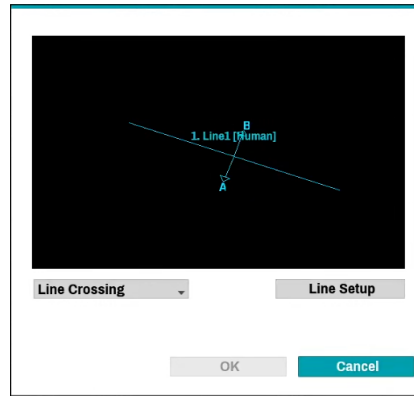 B
1. Line1 [Human]
A
Line Crossing
Line Setup
OK
Cancel